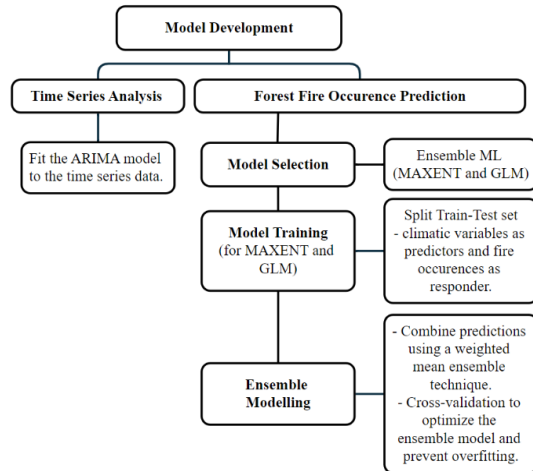 Model Development
Time Series Analysis
Forest Fire Occurence Prediction
Fit the ARIMA model
to the time series data.
Model Selection
Ensemble ML
(MAXENT and GLM)
Model Training
(for MAXENT and
GLM)
Split Train-Test set
- climatic variables as
predictors and fire
occurences as
responder.
Ensemble
Modelling
- Combine predictions
using a weighted
mean ensemble
technique.
- Cross-validation to
optimize the
ensemble model and
prevent overfitting.